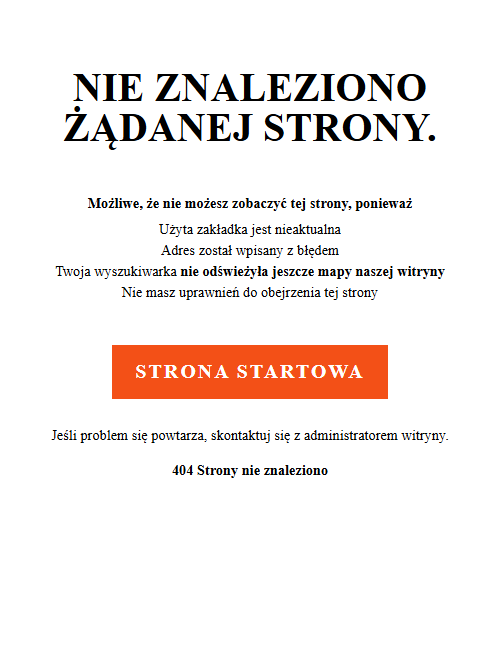 NIE ZNALEZIONO
ŻĄDANEJ STRONY.
Możliwe, że nie możesz zobaczyć tej strony, ponieważ
Użyta zakładka jest nieaktualna
Adres został wpisany z błędem
Twoja wyszukiwarka nie odświeżyła jeszcze mapy naszej witryny
Nie masz uprawnień do obejrzenia tej strony
STRONA STARTOWA
Jeśli problem się powtarza, skontaktuj się z administratorem witryny.
404 Strony nie znaleziono